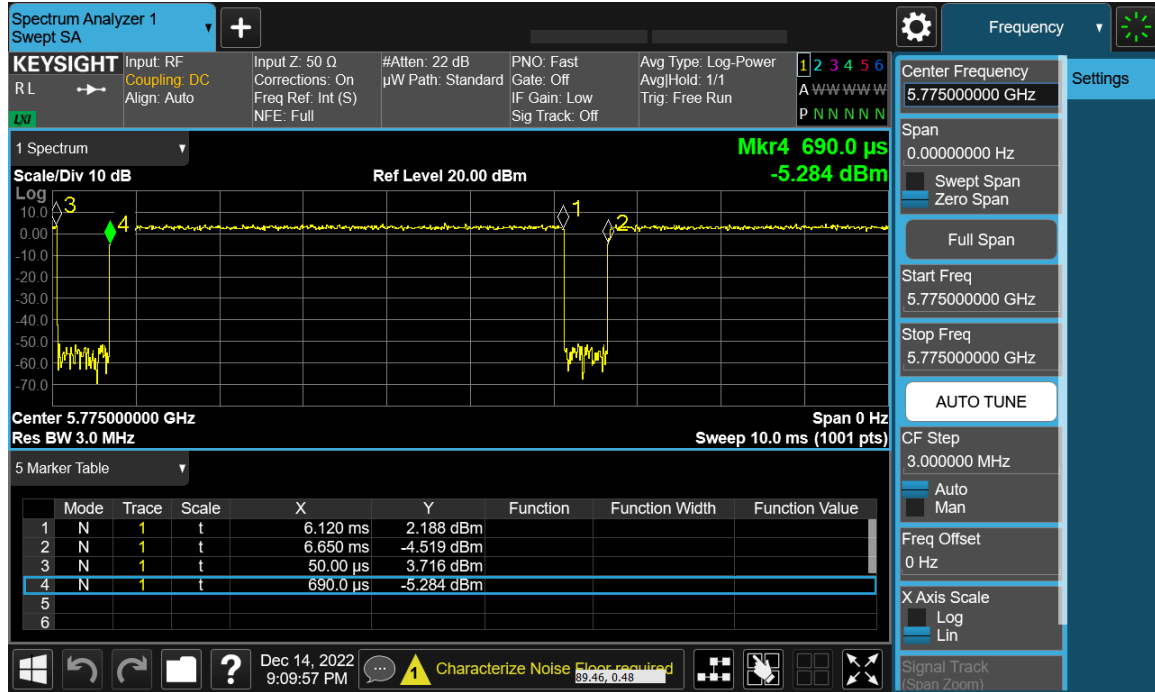 Spectrum Analyzer 1
Swept SA
+
Frequency
KEYSIGHT
R L
LXI
Input: RF
Coupling: DC
Align: Auto
Input Z: 50 Ω
Corrections: On
Freq Ref: Int (S)
NFE: Full
#Atten: 22 dB
µW Path: Standard
PNO: Fast
Gate: Off
IF Gain: Low
Sig Track: Off
Avg Type: Log-Power
Avg|Hold: 1/1
Trig: Free Run
1 2 3 4 5 6
A W W W W W
P N N N N N
1 Spectrum
Mkr4 690.0 µs
-5.284 dBm
Scale/Div 10 dB
Ref Level 20.00 dBm
Log
10.0
0.00
-10.0
-20.0
-30.0
-40.0
-50.0
-60.0
-70.0
3
4
1
2
Center 5.775000000 GHz
Span 0 Hz
Res BW 3.0 MHz
Sweep 10.0 ms (1001 pts)
5 Marker Table
Mode Trace Scale X Y Function Function Width Function Value
1 N 1 t 6.120 ms 2.188 dBm
2 N 1 t 6.650 ms -4.519 dBm
3 N 1 t 50.00 µs 3.716 dBm
4 N 1 t 690.0 µs -5.284 dBm
5
6
Center Frequency
5.775000000 GHz
Settings
Span
0.00000000 Hz
Swept Span
Zero Span
Full Span
Start Freq
5.775000000 GHz
Stop Freq
5.775000000 GHz
AUTO TUNE
CF Step
3.000000 MHz
Auto
Man
Freq Offset
0 Hz
X Axis Scale
Log
Lin
Signal Track
(Span Zoom)
?
Dec 14, 2022
9:09:57 PM
1
Characterize Noise Floor required
89.46, 0.48